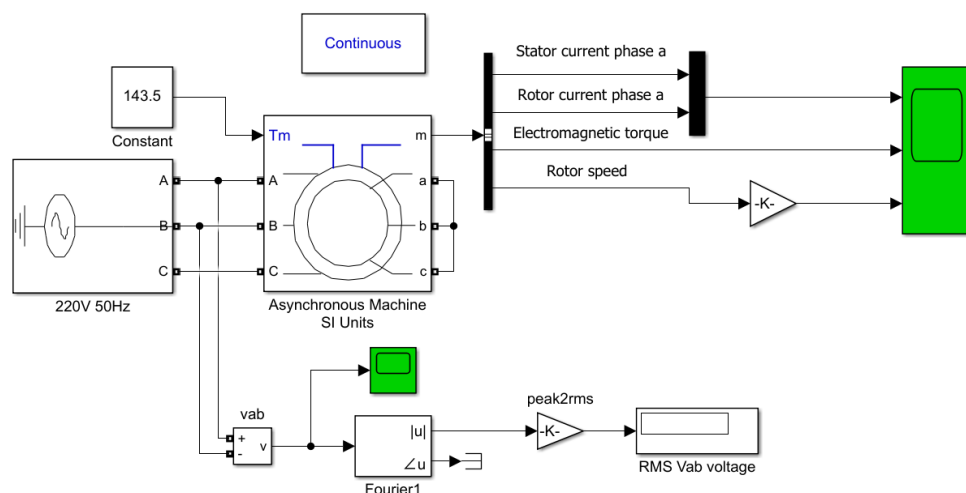 Continuous
Stator current phase a
Rotor current phase a
Electromagnetic torque
Rotor speed
143.5
Constant
Tm
m
A
B
C
A
B
C
a
b
c
-K-
220V 50Hz
Asynchronous Machine
SI Units
vab
+
-
v
|u|
∠u
Fourier1
peak2rms
-K-
RMS Vab voltage